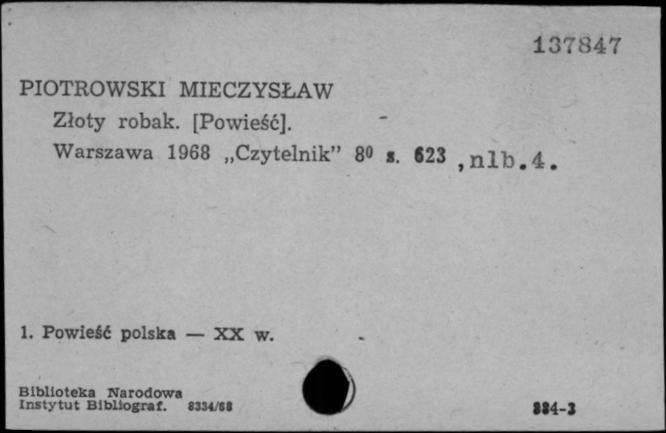 137847
PIOTROWSKI MIECZYSŁAW
Złoty robak. [Powieść].
Warszawa 1968 „Czytelnik” 8⁰ s. 623 , nlb. 4.
1. Powieść polska — XX w.
Biblioteka Narodowa
Instytut Bibliograf. 8334/68
884-3